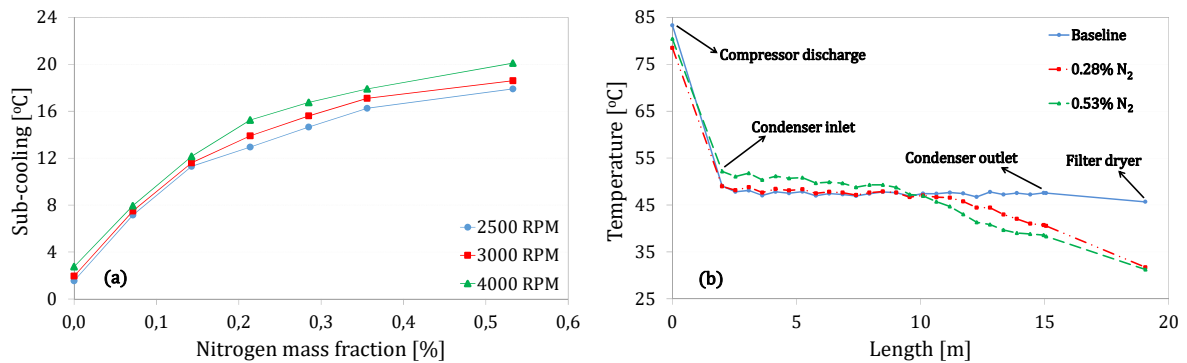 Sub-cooling [ºC]
24
20
16
12
8
4
0
(a)
2500 RPM
3000 RPM
4000 RPM
0,0
0,1
0,2
0,3
0,4
0,5
0,6
Nitrogen mass fraction [%]
Temperature [ºC]
85
75
65
55
45
35
25
(b)
Compressor discharge
Condenser inlet
Condenser outlet
Filter dryer
Baseline
0.28% N₂
0.53% N₂
0
5
10
15
20
Length [m]